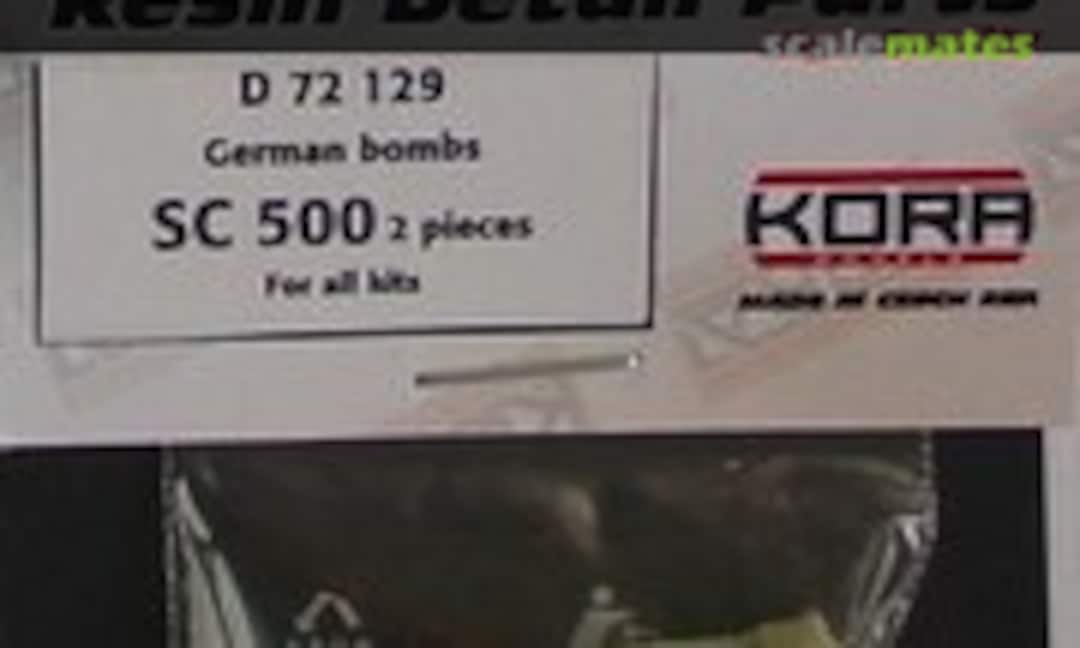 Resin Detail Parts
scalemates
D 72 129
German bombs
SC 500 2 pieces
For all kits
KORA
MADE IN CZECH REP.